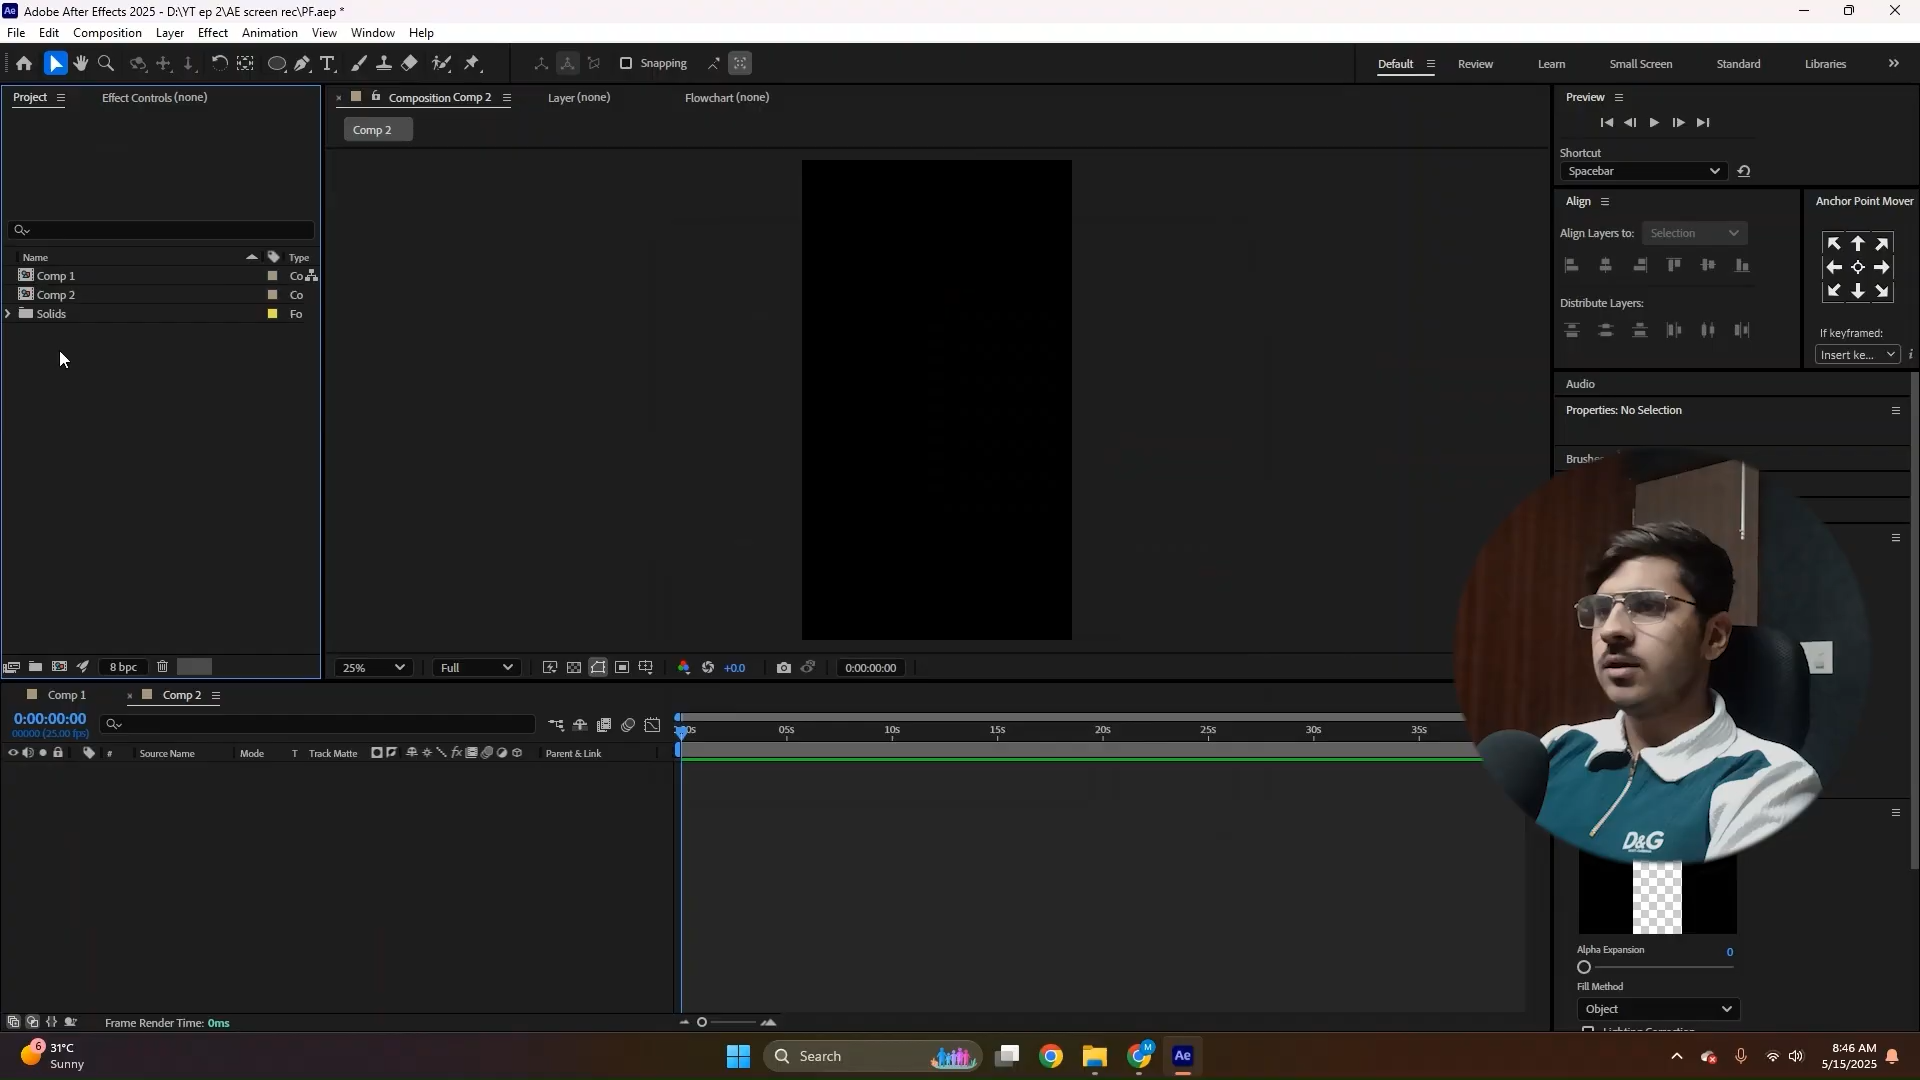 Adobe After Effects 2025 - D:\YT ep 2\AE screen rec\PF.aep *
File Edit Composition Layer Effect Animation View Window Help
Snapping
Default Review Learn Small Screen Standard Libraries
Project
Effect Controls (none)
Composition Comp 2
Layer (none)
Flowchart (none)
Comp 2
Name
Type
Comp 1 Co
Comp 2 Co
Solids Fo
8 bpc
25%
Full
+0.0
0:00:00:00
Preview
Shortcut
Spacebar
Align
Align Layers to: Selection
Distribute Layers:
Anchor Point Mover
If keyframed:
Insert ke...
Audio
Properties: No Selection
D&G
Alpha Expansion 0
Fill Method
Object
Comp 1
Comp 2
0:00:00:00
00000 (25.00 fps)
05s 10s 15s 20s 25s 30s 35s
# Source Name Mode T Track Matte Parent & Link
Frame Render Time: 0ms
6
31°C
Sunny
Search
M
Ae
8:46 AM
5/15/2025